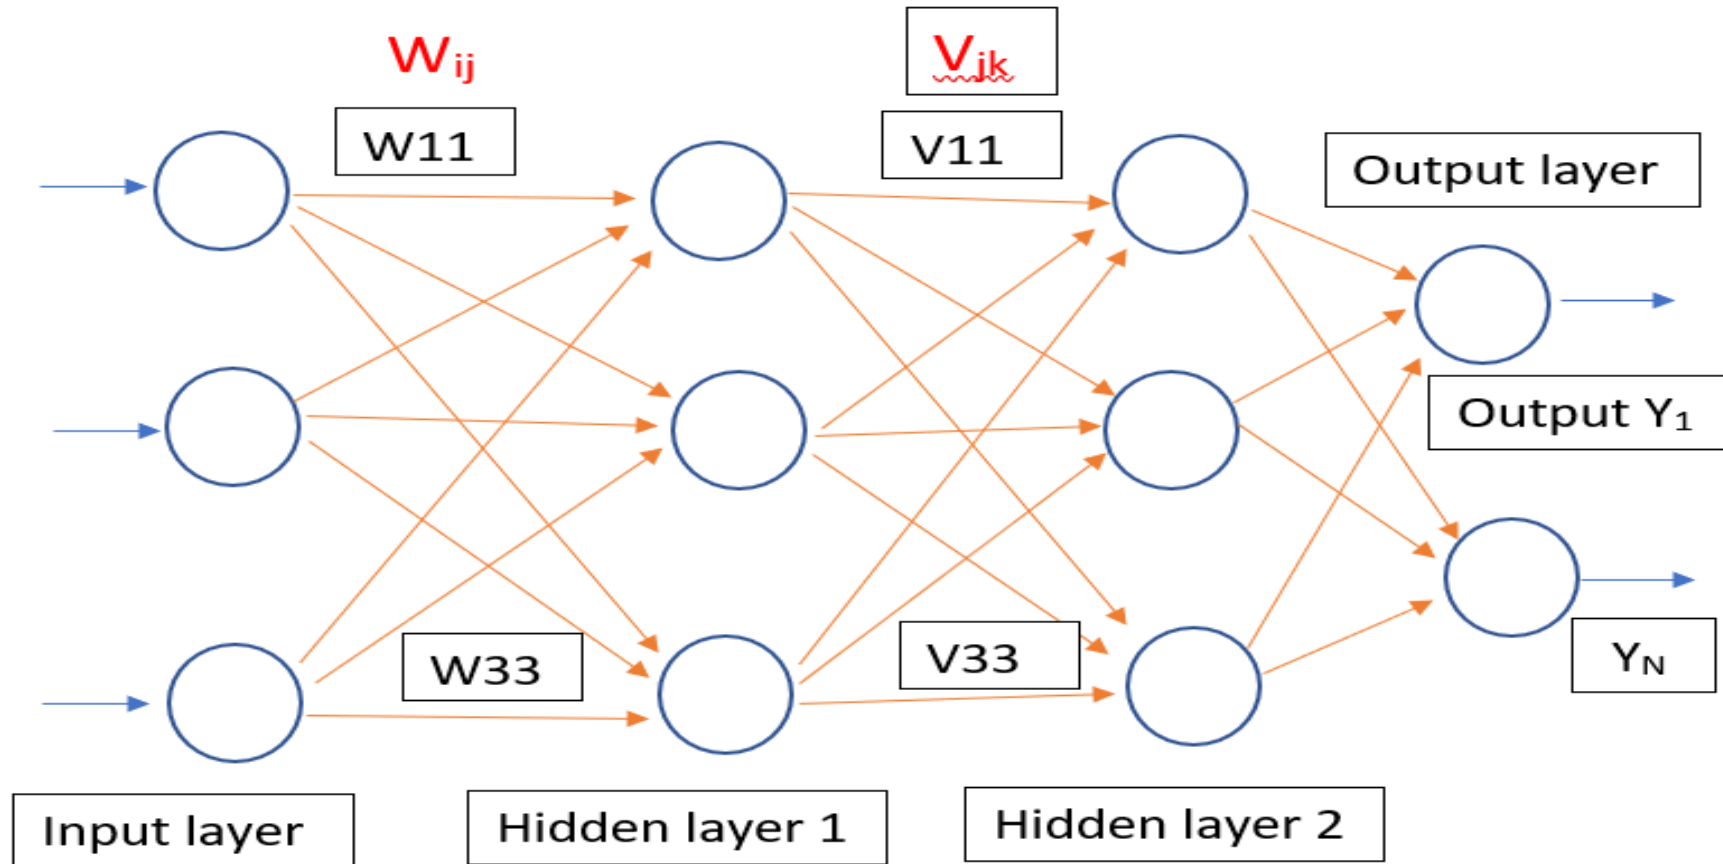 Wij
Vjk
W11
V11
Output layer
Output Y1
W33
V33
YN
Input layer
Hidden layer 1
Hidden layer 2